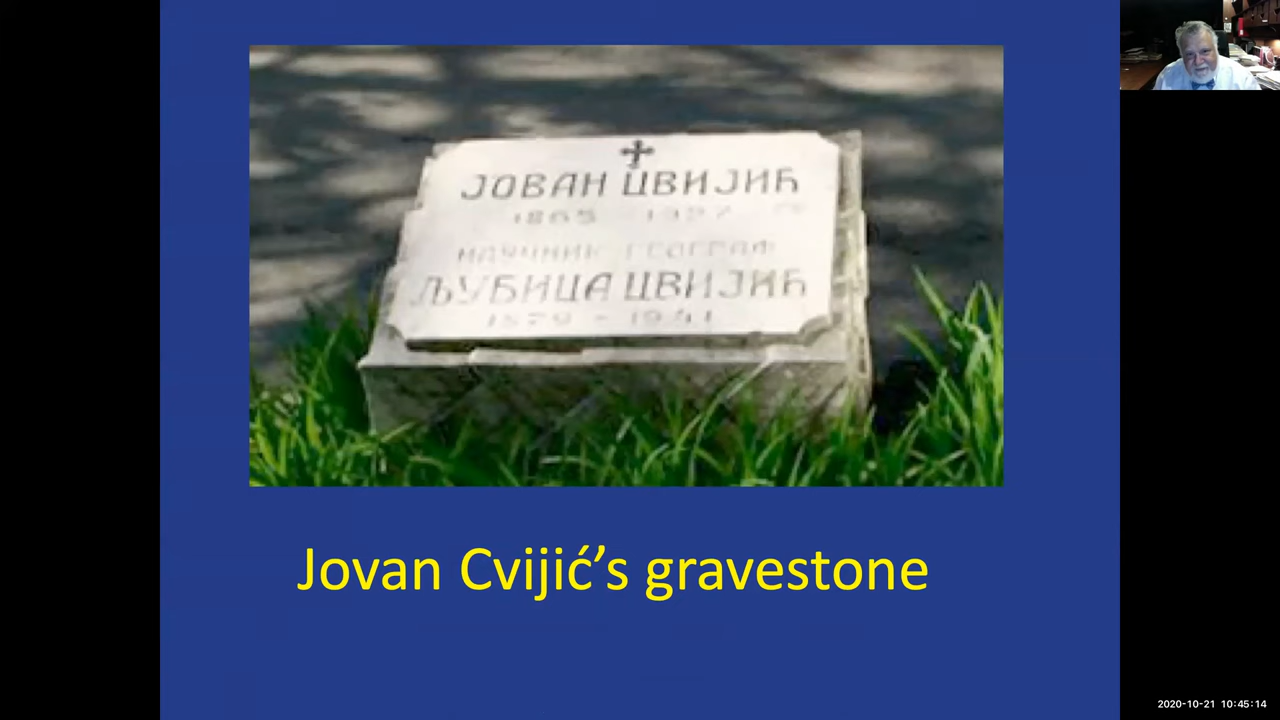 ЈОВАН ЦВИЈИЋ
1865 - 1927
НАУЧНИК ГЕОГРАФ
ЉУБИЦА ЦВИЈИЋ
1879 - 1941
Jovan Cvijić’s gravestone
2020-10-21 10:45:14